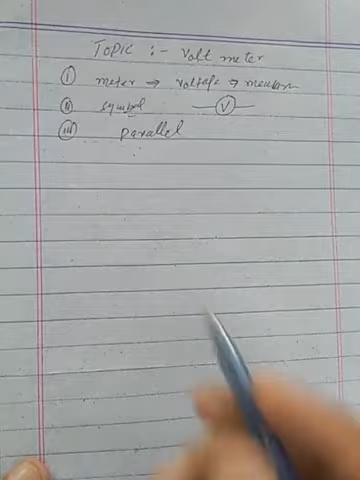 TOPIC :- Volt meter
(i) meter → voltage → measure
(ii) symbol —(V)—
(iii) Parallel